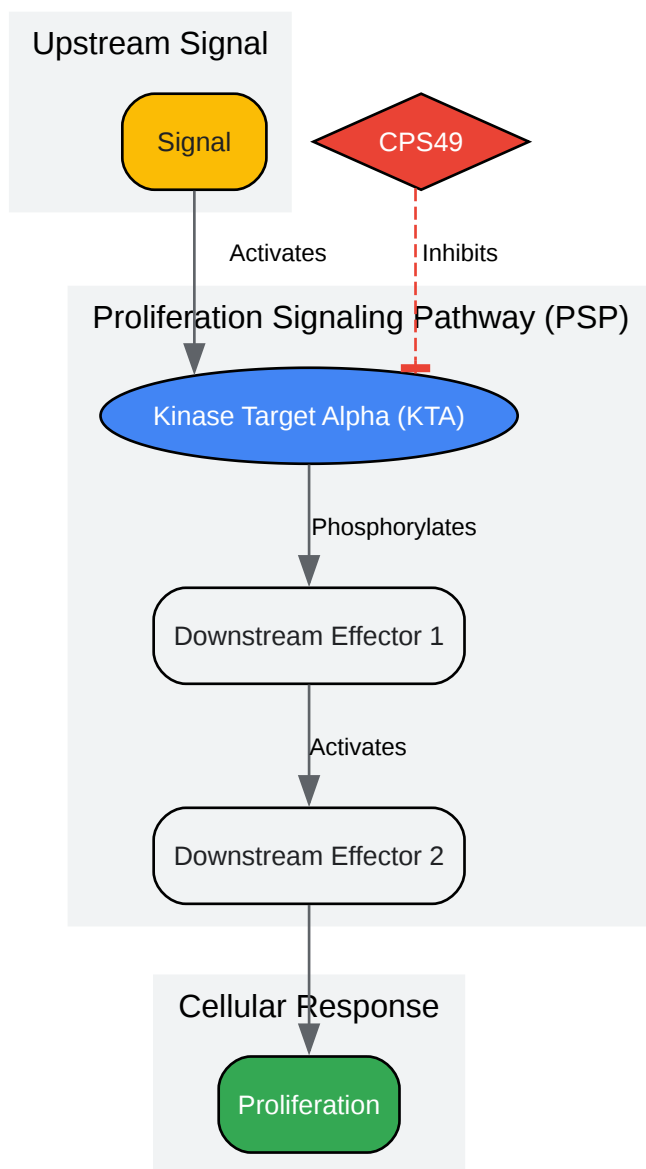 Upstream Signal
Signal
CPS49
Activates
Inhibits
Proliferation Signaling Pathway (PSP)
Kinase Target Alpha (KTA)
Phosphorylates
Downstream Effector 1
Activates
Downstream Effector 2
Cellular Response
Proliferation